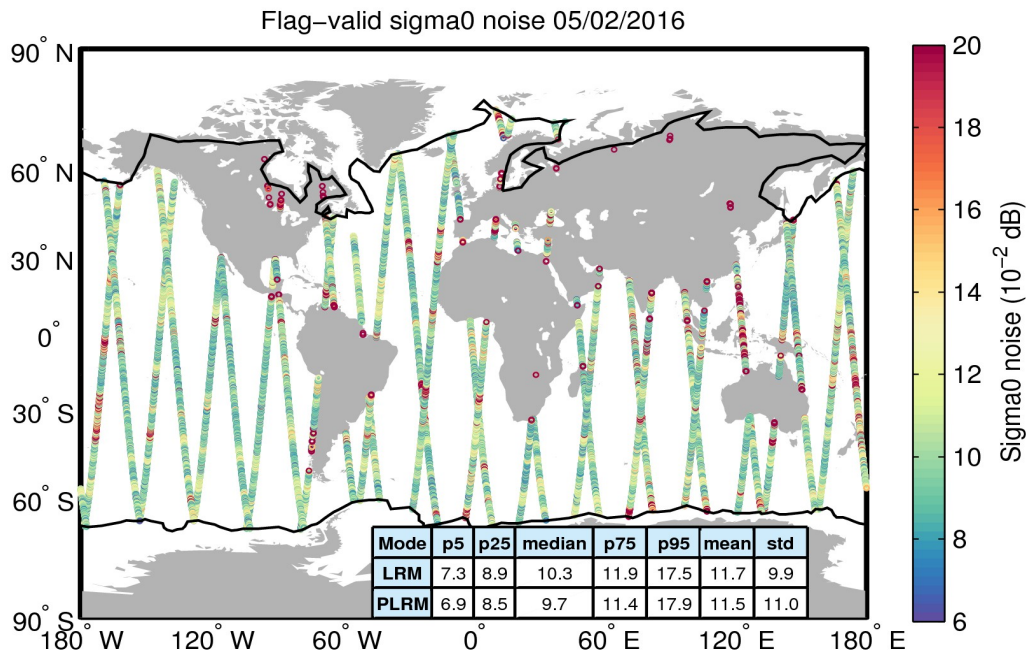 Flag−valid sigma0 noise 05/02/2016
90° N
60° N
30° N
0°
30° S
60° S
90° S
180° W
120° W
60° W
0°
60° E
120° E
180° E
Mode p5 p25 median p75 p95 mean std
LRM 7.3 8.9 10.3 11.9 17.5 11.7 9.9
PLRM 6.9 8.5 9.7 11.4 17.9 11.5 11.0
20
18
16
14
12
10
8
6
Sigma0 noise (10⁻² dB)